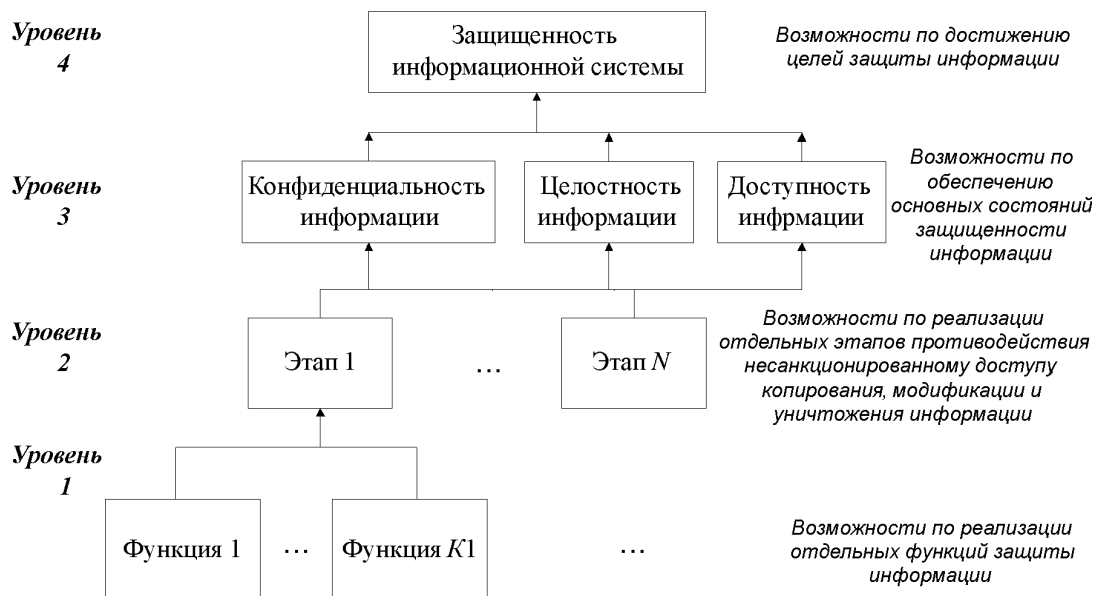 Уровень
4
Защищенность
информационной системы
Возможности по достижению
целей защиты информации
Уровень
3
Конфиденциальность
информации
Целостность
информации
Доступность
инфрмации
Возможности по
обеспечению
основных состояний
защищенности
информации
Уровень
2
Этап 1
...
Этап N
Возможности по реализации
отдельных этапов противодействия
несанкционированному доступу
копирования, модификации и
уничтожения информации
Уровень
1
Функция 1
...
Функция K1
...
Возможности по реализации
отдельных функций защиты
информации